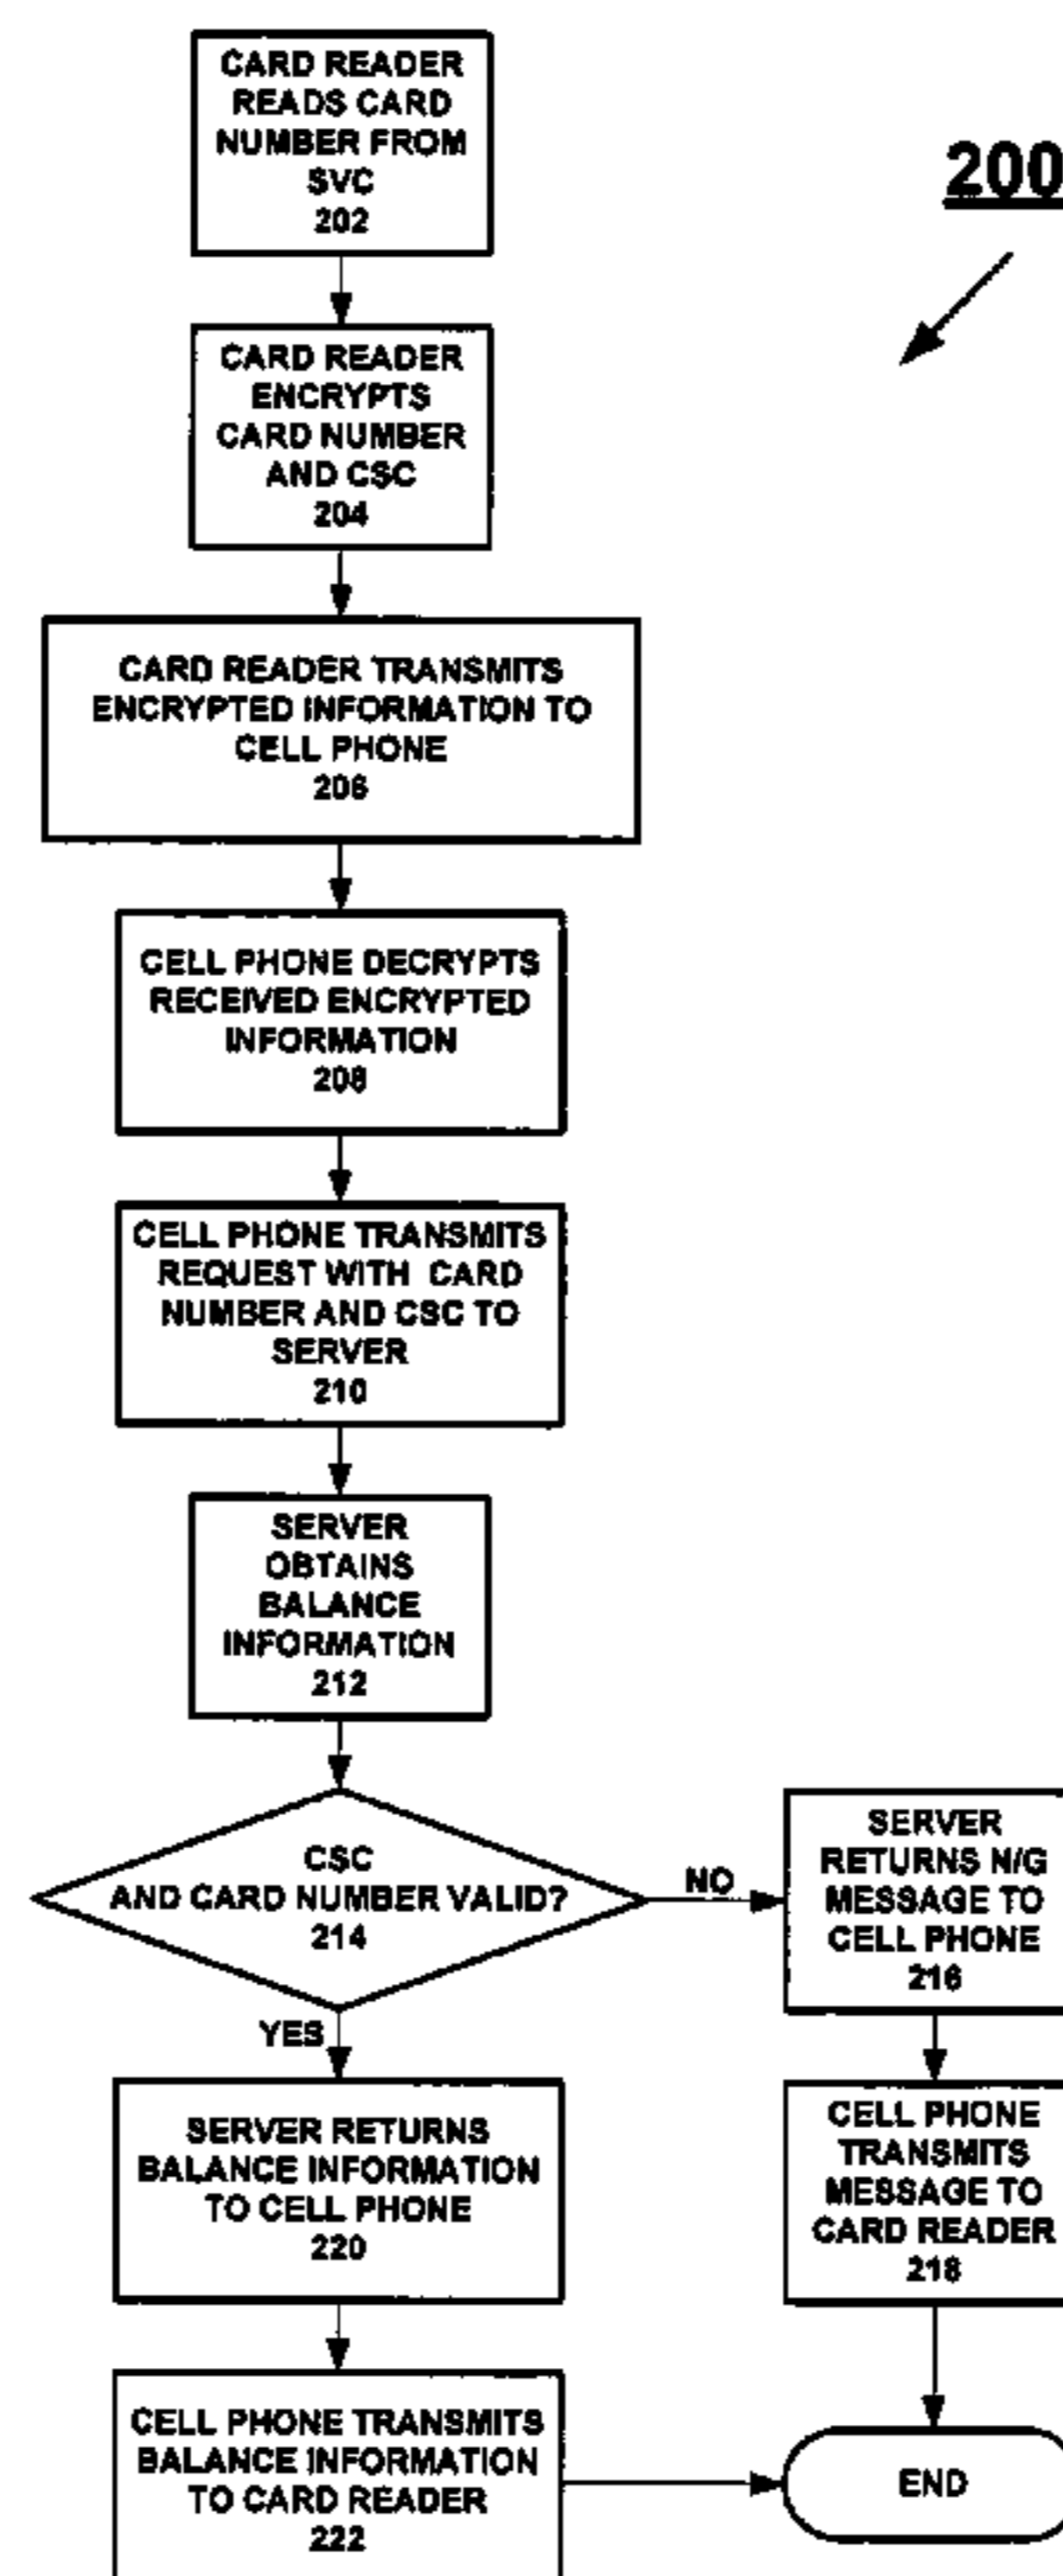 CARD READER
READS CARD
NUMBER FROM
SVC
202
200
CARD READER
ENCRYPTS
CARD NUMBER
AND CSC
204
CARD READER TRANSMITS
ENCRYPTED INFORMATION TO
CELL PHONE
206
CELL PHONE DECRYPTS
RECEIVED ENCRYPTED
INFORMATION
208
CELL PHONE TRANSMITS
REQUEST WITH CARD
NUMBER AND CSC TO
SERVER
210
SERVER
OBTAINS
BALANCE
INFORMATION
212
CSC
AND CARD NUMBER VALID?
214
NO
SERVER
RETURNS N/G
MESSAGE TO
CELL PHONE
216
YES
SERVER RETURNS
BALANCE INFORMATION
TO CELL PHONE
220
CELL PHONE
TRANSMITS
MESSAGE TO
CARD READER
218
CELL PHONE TRANSMITS
BALANCE INFORMATION
TO CARD READER
222
END